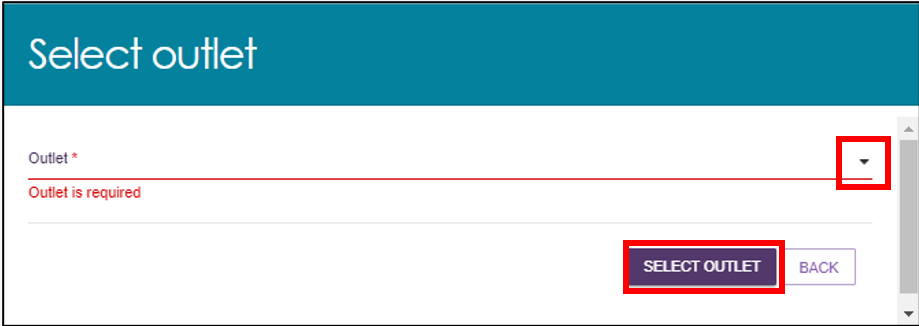 Select outlet
Outlet *
Outlet is required
SELECT OUTLET BACK